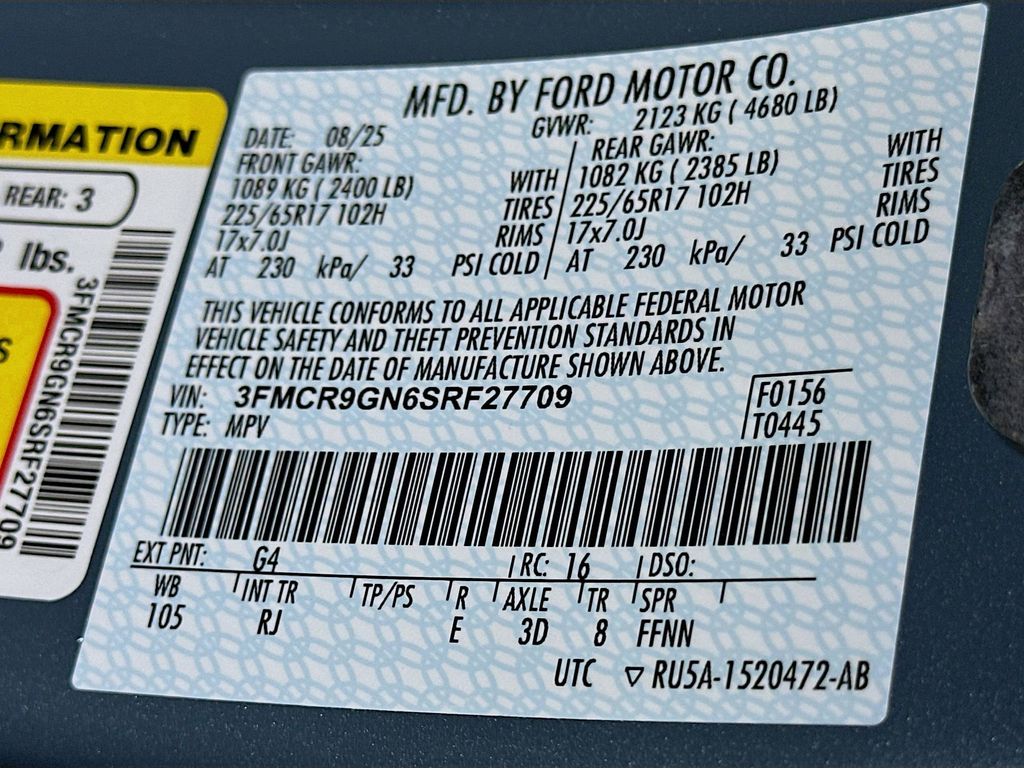 RMATION
REAR: 3
lbs.
3FMCR9GN6SRF27709
MFD. BY FORD MOTOR CO.
DATE: 08/25 GVWR: 2123 KG ( 4680 LB)
FRONT GAWR: REAR GAWR:
1089 KG ( 2400 LB) WITH 1082 KG ( 2385 LB) WITH
225/65R17 102H TIRES 225/65R17 102H TIRES
17x7.0J RIMS 17x7.0J RIMS
AT 230 kPa/ 33 PSI COLD AT 230 kPa/ 33 PSI COLD
THIS VEHICLE CONFORMS TO ALL APPLICABLE FEDERAL MOTOR
VEHICLE SAFETY AND THEFT PREVENTION STANDARDS IN
EFFECT ON THE DATE OF MANUFACTURE SHOWN ABOVE.
VIN: 3FMCR9GN6SRF27709 F0156
TYPE: MPV T0445
EXT PNT: G4 RC: 16 DSO:
WB INT TR TP/PS R AXLE TR SPR
105 RJ E 3D 8 FFNN
UTC ▽ RU5A-1520472-AB